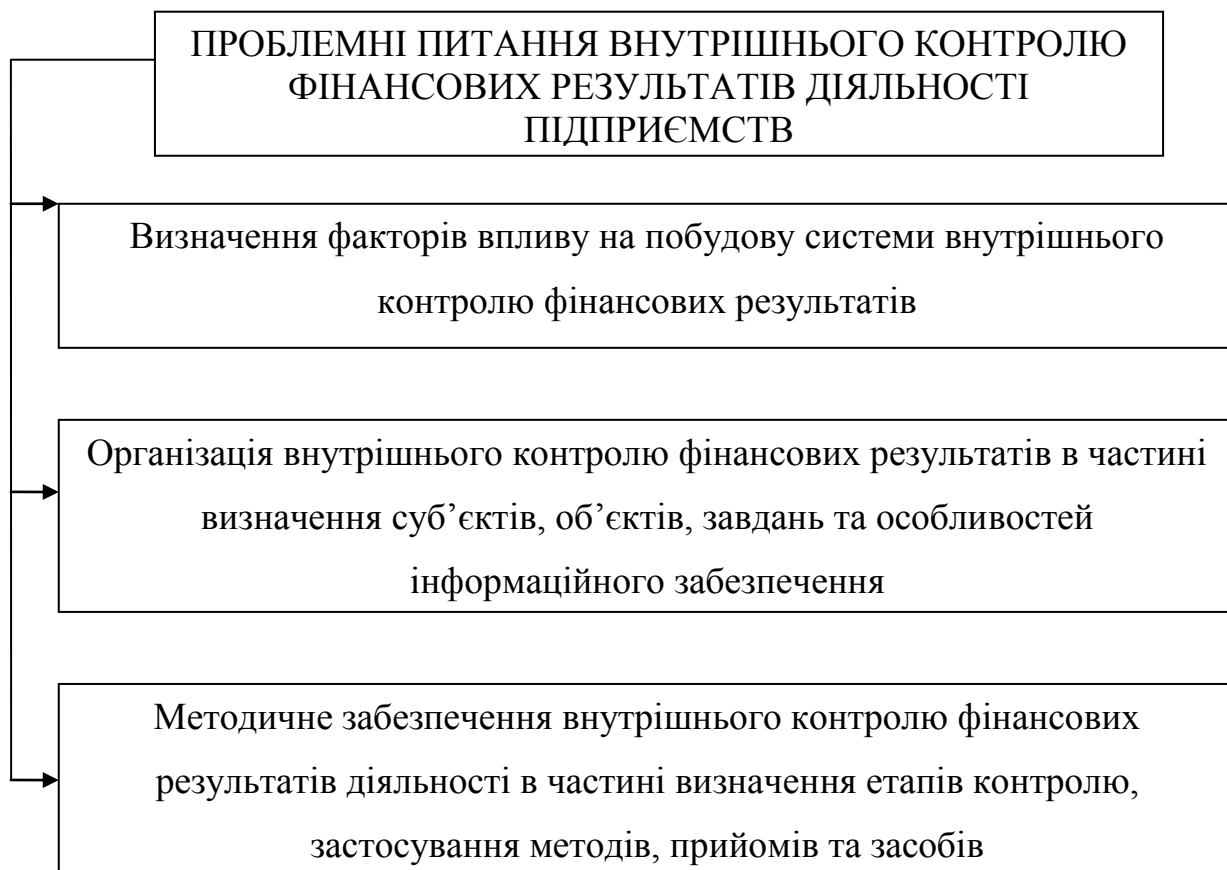 ПРОБЛЕМНІ ПИТАННЯ ВНУТРІШНЬОГО КОНТРОЛЮ
ФІНАНСОВИХ РЕЗУЛЬТАТІВ ДІЯЛЬНОСТІ
ПІДПРИЄМСТВ
Визначення факторів впливу на побудову системи внутрішнього
контролю фінансових результатів
Організація внутрішнього контролю фінансових результатів в частині
визначення суб’єктів, об’єктів, завдань та особливостей
інформаційного забезпечення
Методичне забезпечення внутрішнього контролю фінансових
результатів діяльності в частині визначення етапів контролю,
застосування методів, прийомів та засобів